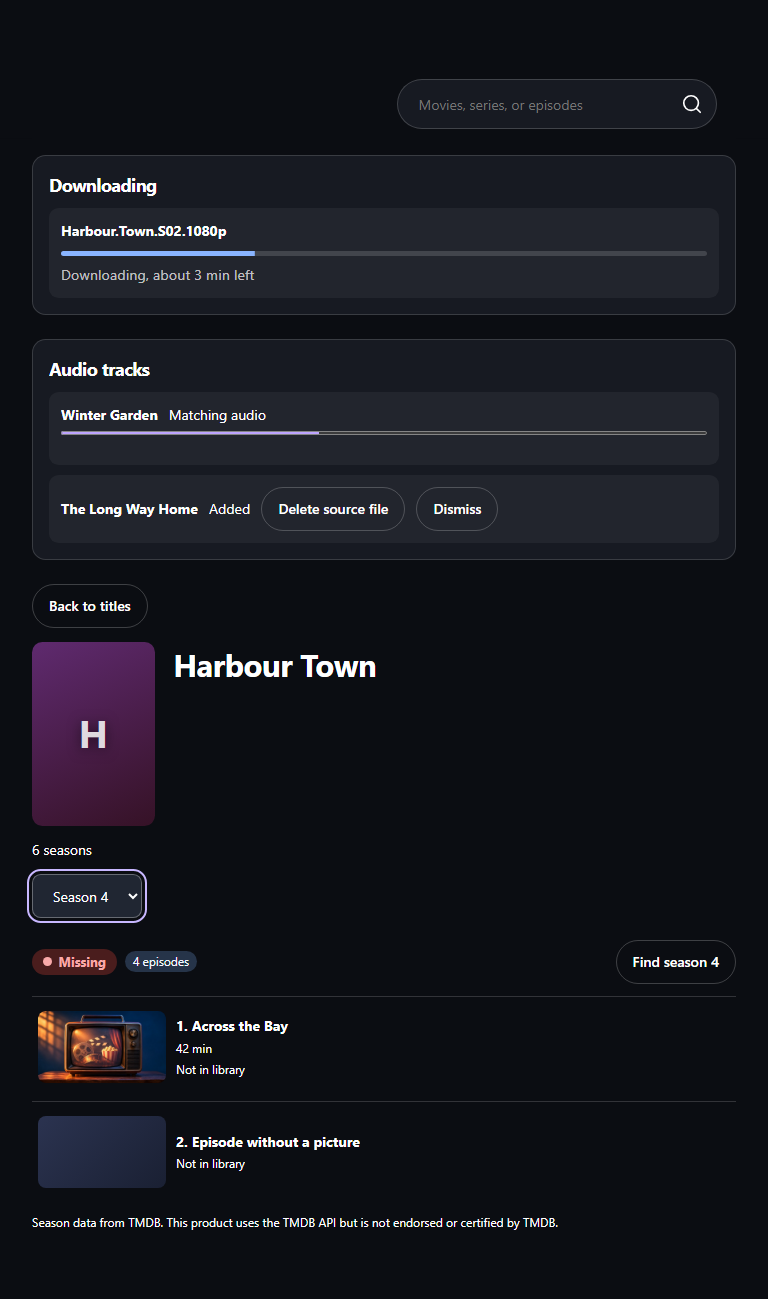 Movies, series, or episodes
Downloading
Harbour.Town.S02.1080p
Downloading, about 3 min left
Audio tracks
Winter Garden Matching audio
The Long Way Home Added Delete source file Dismiss
Back to titles
H
Harbour Town
6 seasons
Season 4
Missing 4 episodes Find season 4
1. Across the Bay
42 min
Not in library
2. Episode without a picture
Not in library
Season data from TMDB. This product uses the TMDB API but is not endorsed or certified by TMDB.